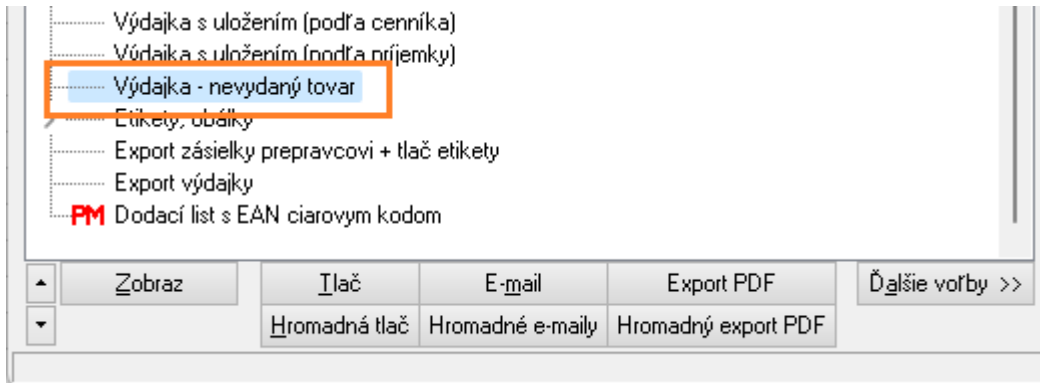 Výdajka s uložením (podľa cenníka)
Výdajka s uložením (podľa príjemky)
Výdajka - nevydaný tovar
Etikety, obálky
Export zásielky prepravcovi + tlač etikety
Export výdajky
PM Dodací list s EAN ciarovym kodom
Zobraz Tlač E-mail Export PDF Ďalšie voľby >>
Hromadná tlač Hromadné e-maily Hromadný export PDF